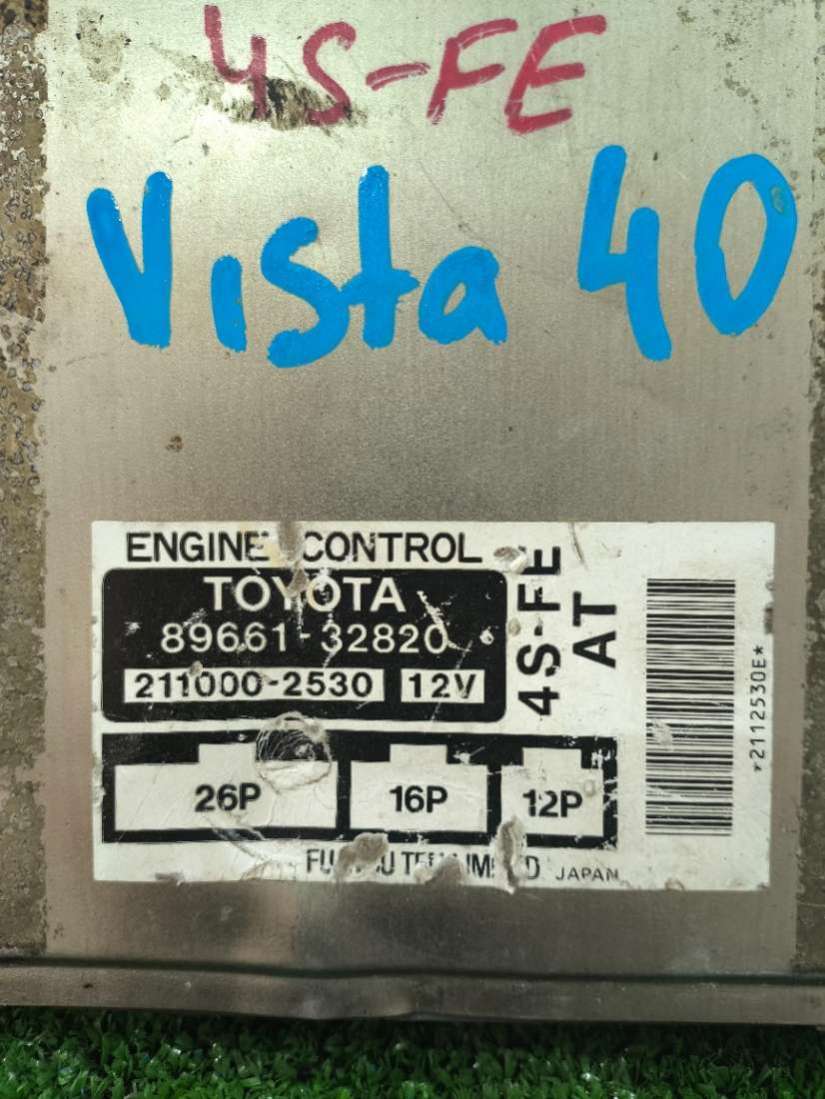 4S-FE
Vista 40
ENGINE CONTROL
TOYOTA
89661-32820
211000-2530 12V
4S-FE
AT
26P 16P 12P
JAPAN
*2112530E*